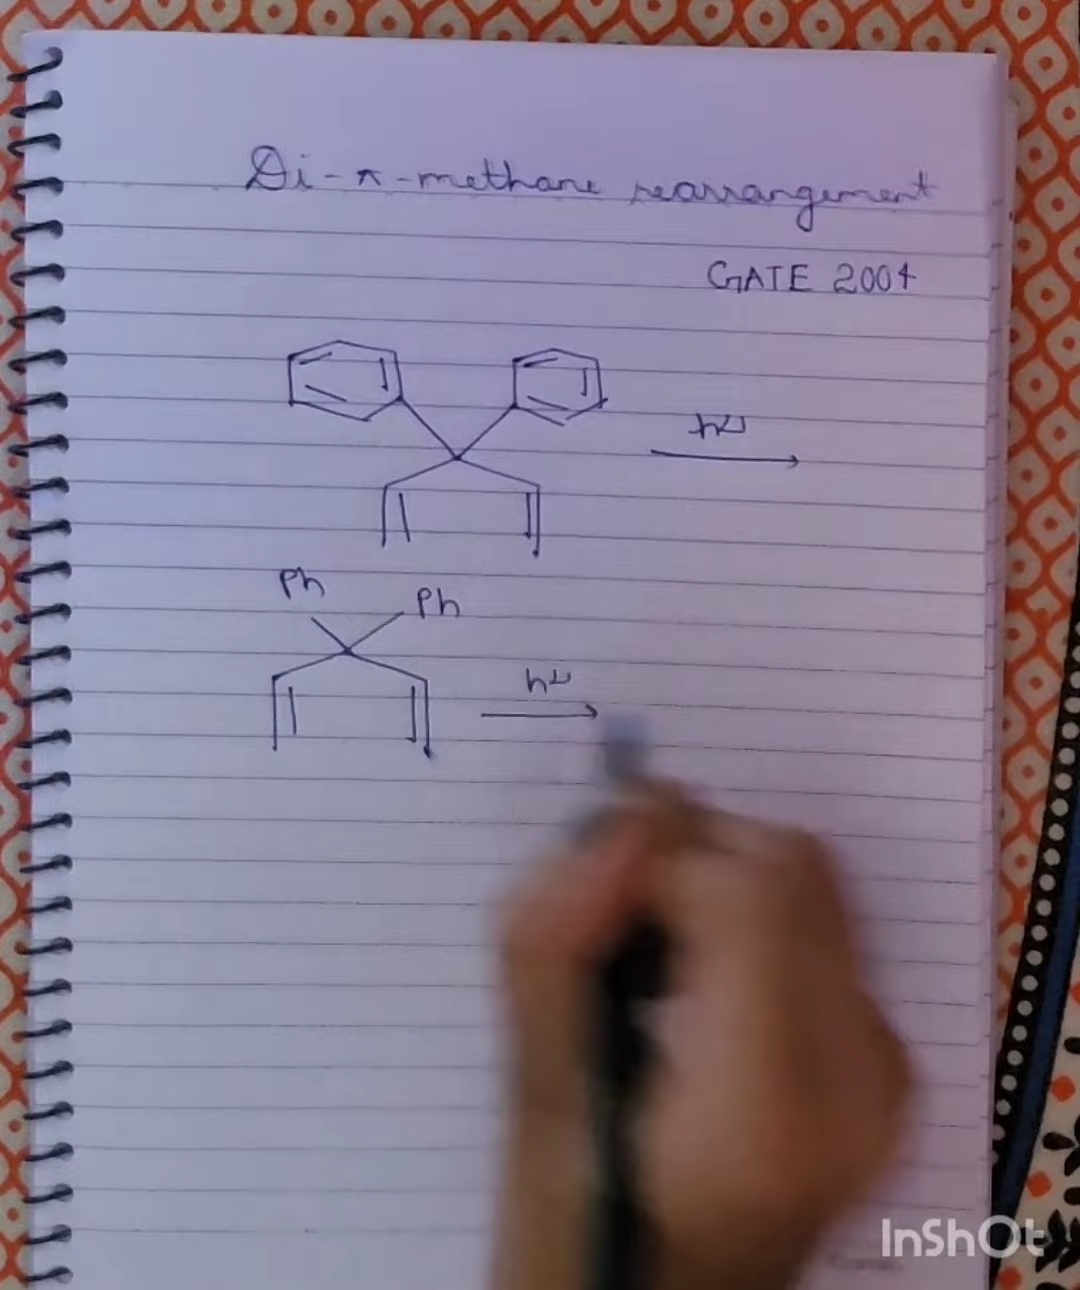 Di-π-methane rearrangement
GATE 2004
hν
Ph
Ph
hν
InShOt